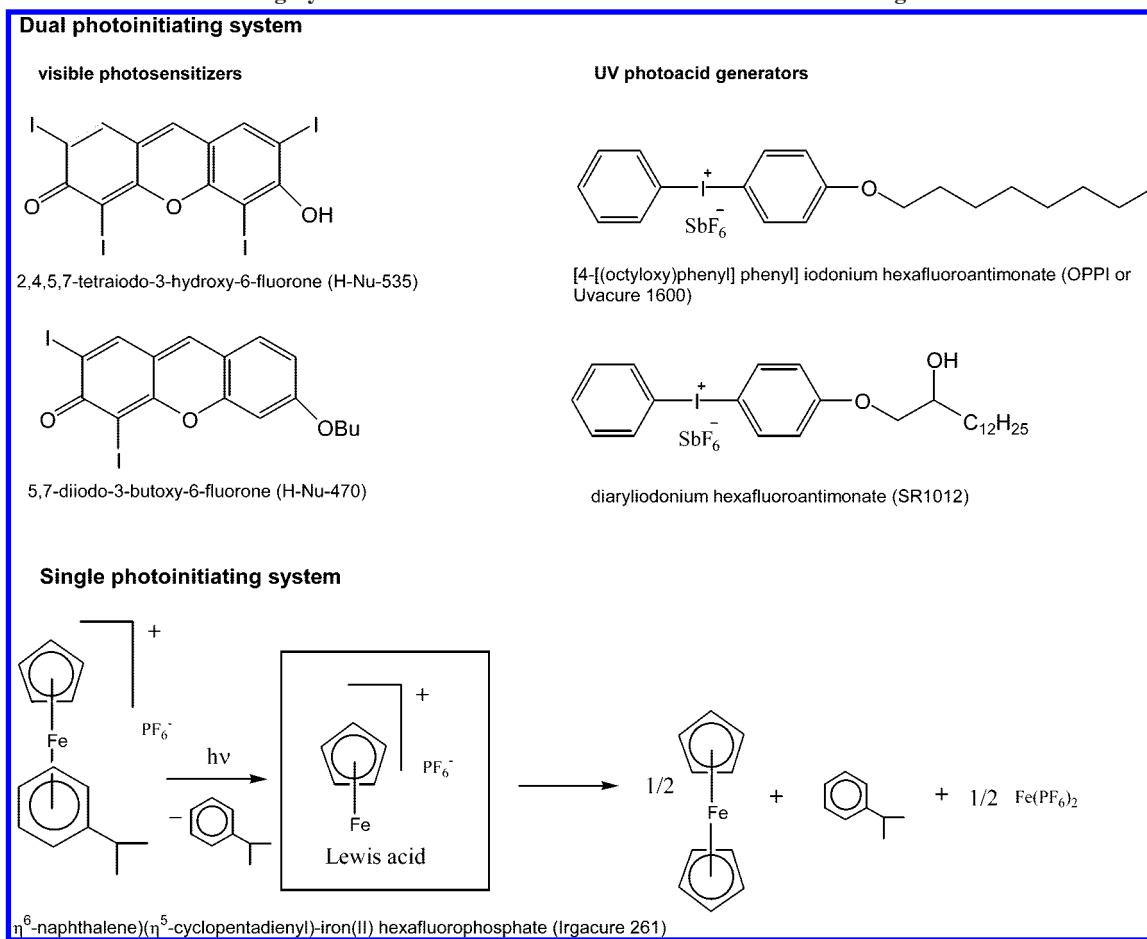 Dual photoinitiating system
visible photosensitizers
UV photoacid generators
I
I
O
O
OH
I
I
2,4,5,7-tetraiodo-3-hydroxy-6-fluorone (H-Nu-535)
I+
SbF6−
O
[4-[(octyloxy)phenyl] phenyl] iodonium hexafluoroantimonate (OPPI or
Uvacure 1600)
I
O
O
OBu
I
5,7-diiodo-3-butoxy-6-fluorone (H-Nu-470)
I+
SbF6−
O
OH
C12H25
diaryliodonium hexafluoroantimonate (SR1012)
Single photoinitiating system
+
Fe
PF6-
hν
−
+
Fe
PF6-
Lewis acid
1/2
Fe
+
+ 1/2 Fe(PF6)2
η6-naphthalene)(η5-cyclopentadienyl)-iron(II) hexafluorophosphate (Irgacure 261)